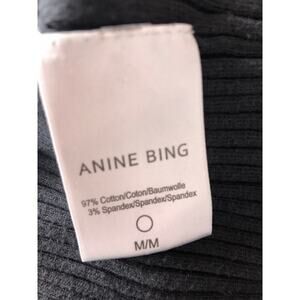 ANINE BING
97% Cotton/Coton/Baumwolle
3% Spandex/Spandex/Spandex
M/M